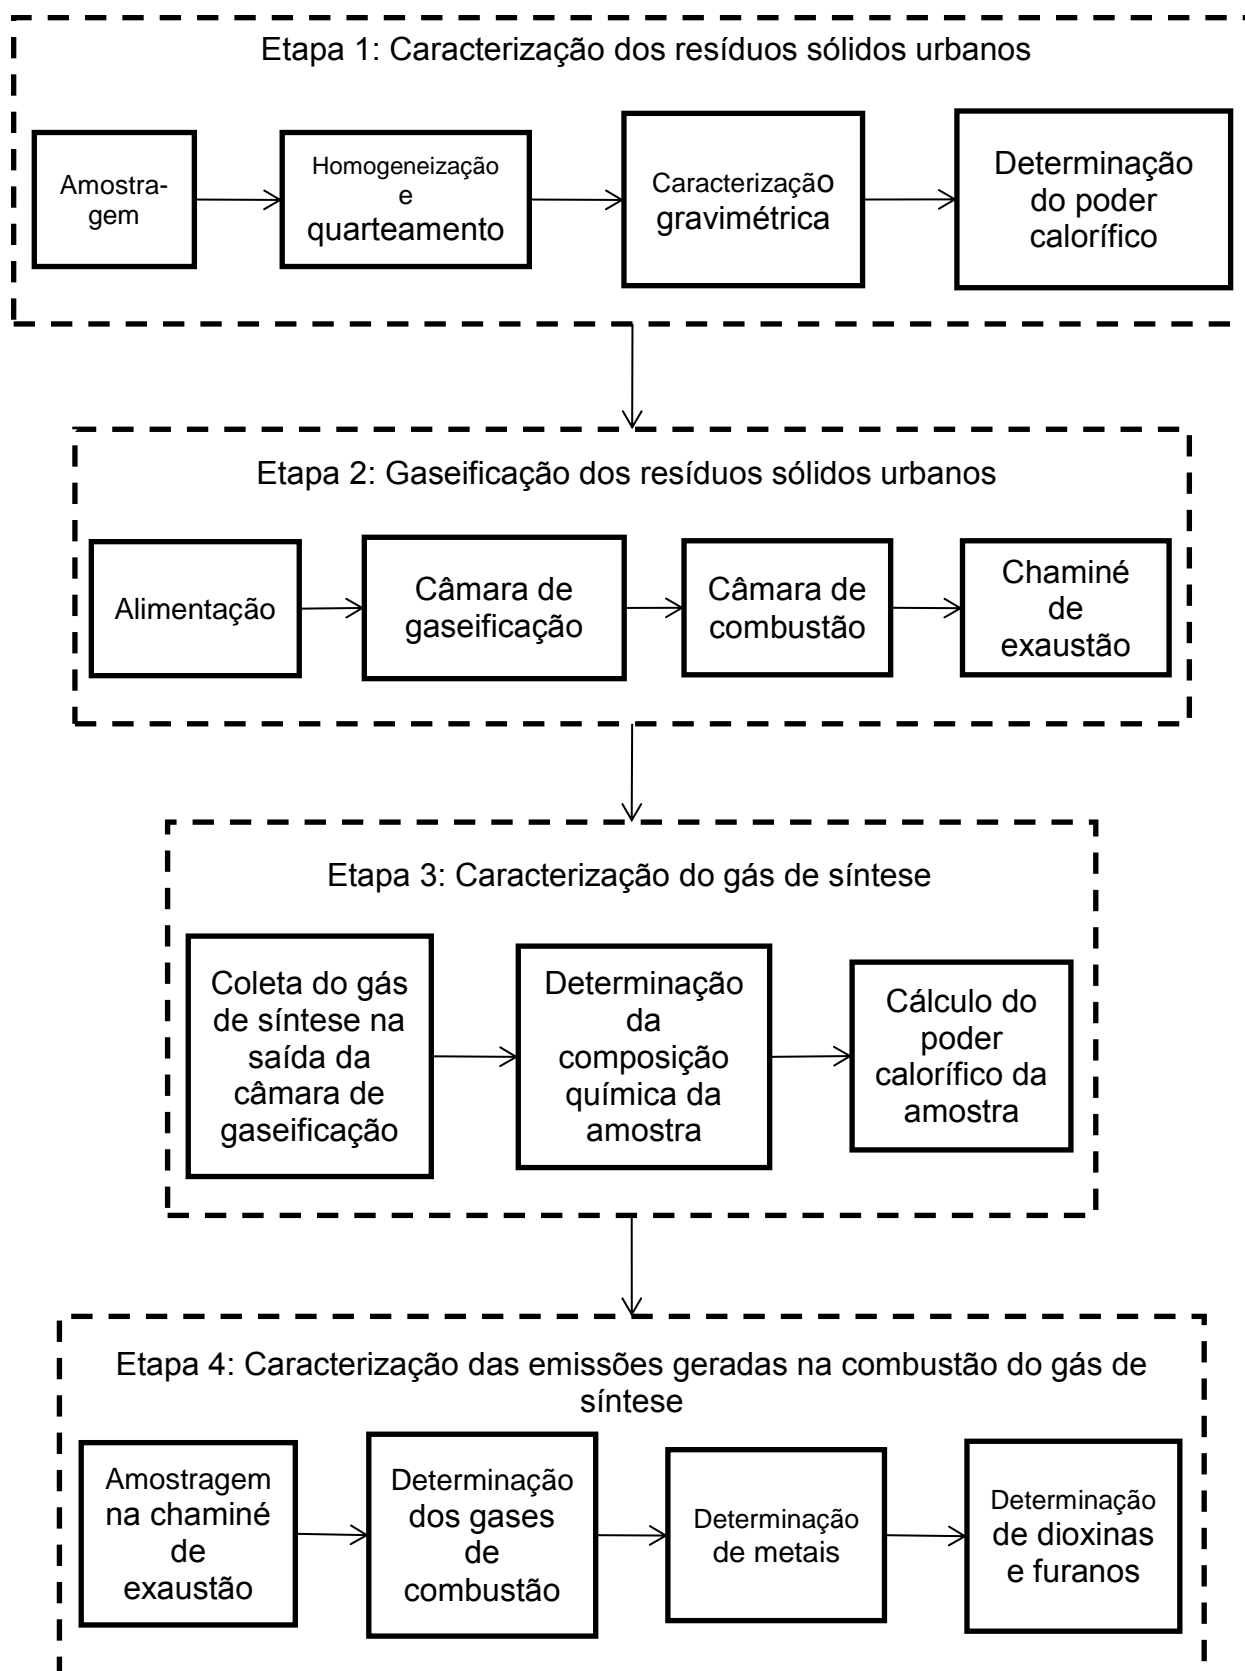 Etapa 1: Caracterização dos resíduos sólidos urbanos
Amostra-
gem
Homogeneização
e
quarteamento
Caracterização
gravimétrica
Determinação
do poder
calorífico
Etapa 2: Gaseificação dos resíduos sólidos urbanos
Alimentação
Câmara de
gaseificação
Câmara de
combustão
Chaminé
de
exaustão
Etapa 3: Caracterização do gás de síntese
Coleta do gás
de síntese na
saída da
câmara de
gaseificação
Determinação
da
composição
química da
amostra
Cálculo do
poder
calorífico da
amostra
Etapa 4: Caracterização das emissões geradas na combustão do gás de
síntese
Amostragem
na chaminé
de
exaustão
Determinação
dos gases
de
combustão
Determinação
de metais
Determinação
de dioxinas
e furanos